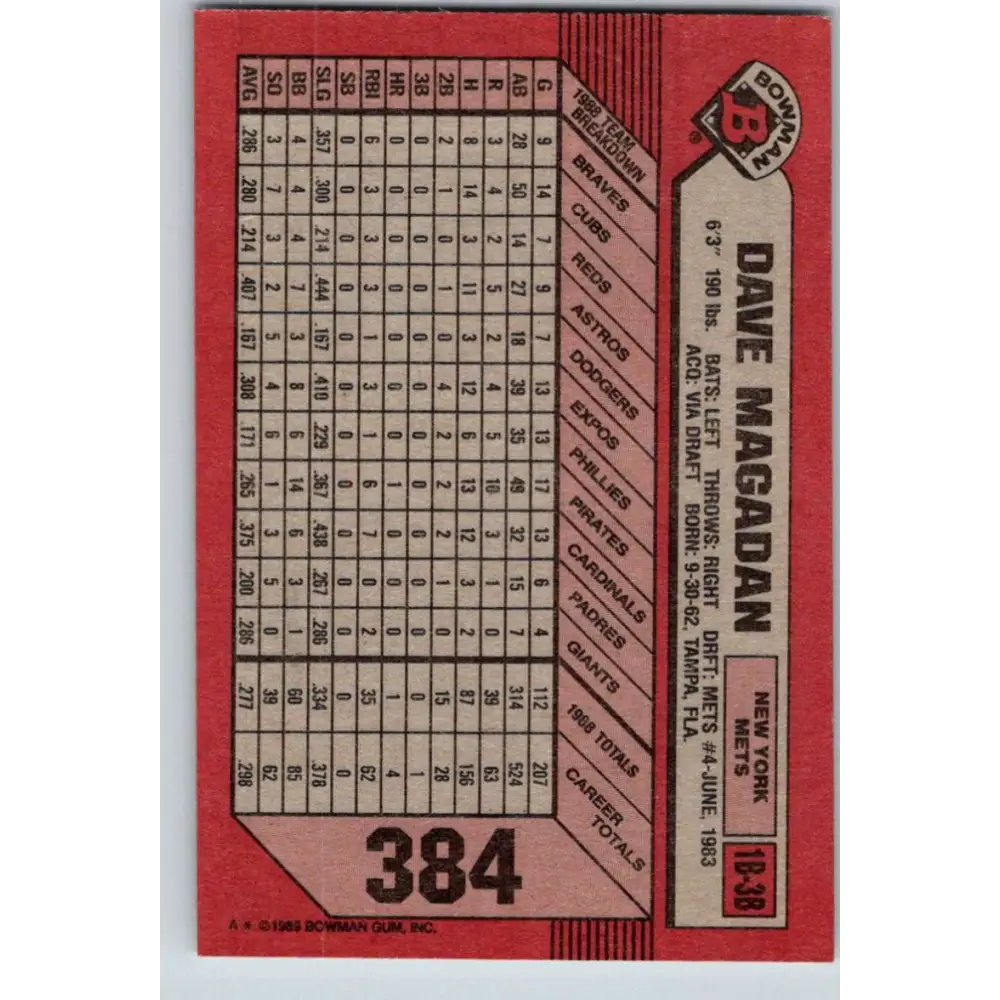 BOWMAN
B
®
DAVE MAGADAN
NEW YORK
METS
1B-3B
6'3" 190 lbs. BATS: LEFT THROWS: RIGHT DRFT: METS #4-JUNE, 1983
ACQ: VIA DRAFT BORN: 9-30-62, TAMPA, FLA.
1988 TEAM
BREAKDOWN
BRAVES
CUBS
REDS
ASTROS
DODGERS
EXPOS
PHILLIES
PIRATES
CARDINALS
PADRES
GIANTS
1988 TOTALS
CAREER
TOTALS
G 9 14 7 9 7 13 13 17 13 6 4 112 207
AB 28 50 14 27 18 39 35 49 32 15 7 314 524
R 3 4 2 5 2 4 5 10 3 1 0 39 63
H 8 14 3 11 3 12 6 13 12 3 2 87 156
2B 2 1 0 1 0 4 2 2 2 1 0 15 28
3B 0 0 0 0 0 0 0 0 0 0 0 0 1
HR 0 0 0 0 0 0 0 1 0 0 0 1 4
RBI 6 3 3 3 1 3 1 6 7 0 2 35 62
SB 0 0 0 0 0 0 0 0 0 0 0 0 0
SLG .357 .300 .214 .444 .167 .410 .229 .367 .438 .267 .286 .334 .378
BB 4 4 4 7 3 8 6 14 6 3 1 60 85
SO 3 7 3 2 5 4 6 1 3 5 0 39 62
AVG .286 .280 .214 .407 .167 .308 .171 .265 .375 .200 .286 .277 .298
384
A * ©1989 BOWMAN GUM, INC.